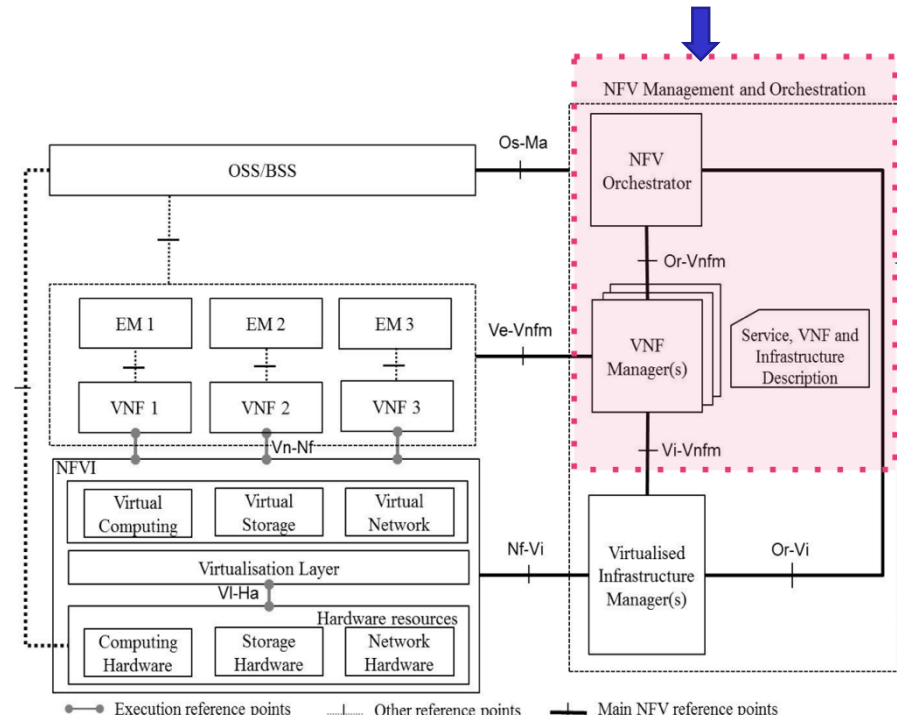 NFV Management and Orchestration
Os-Ma
OSS/BSS
NFV
Orchestrator
Or-Vnfm
EM 1
EM 2
EM 3
Ve-Vnfm
VNF
Manager(s)
Service, VNF and
Infrastructure
Description
VNF 1
VNF 2
VNF 3
Vn-Nf
Vi-Vnfm
NFVI
Virtual
Computing
Virtual
Storage
Virtual
Network
Nf-Vi
Virtualised
Infrastructure
Manager(s)
Or-Vi
Virtualisation Layer
VI-Ha
Hardware resources
Computing
Hardware
Storage
Hardware
Network
Hardware
Execution reference points
Other reference points
Main NFV reference points